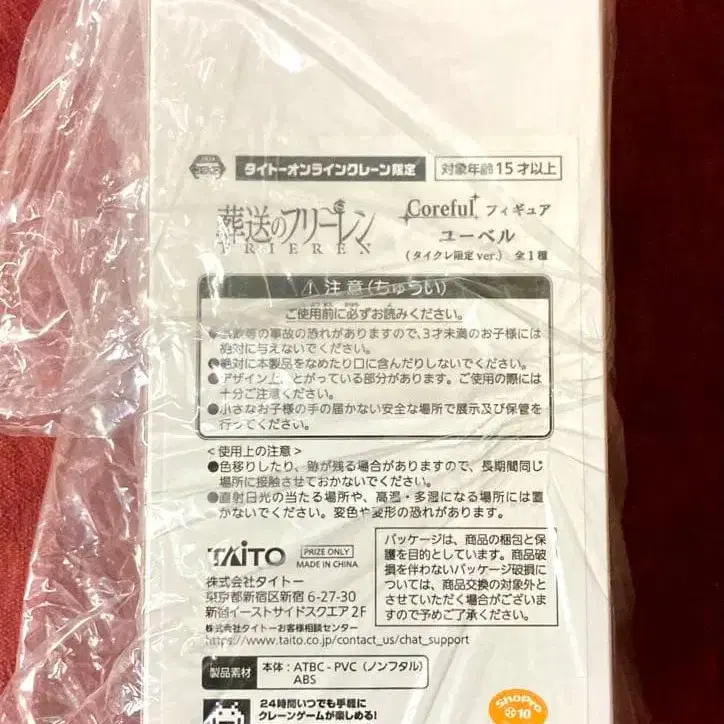 タイトーオンラインクレーン限定
対象年齢15才以上
葬送のフリーレン
FRIEREN
Coreful フィギュア
ユーベル
(タイクレ限定ver.) 全1種
注意(ちゅうい)
ご使用前に必ずお読みください。
等の事故の恐れがありますので、3才未満のお子様には
絶対に与えないでください。
●絶対に本製品をなめたり口に含んだりしないでください。
●デザイン上、とがっている部分があります。ご使用の際には
十分ご注意ください。
●小さなお子様の手の届かない安全な場所で展示及び保管を
行ってください。
<使用上の注意>
●色移りしたり、跡が残る場合がありますので、長期間同じ
場所に接触させておかないでください。
●直射日光の当たる場所や、高温・多湿になる場所には置
かないでください。変色や変形の恐れがあります。
TAITO
PRIZE ONLY
MADE IN CHINA
株式会社タイトー
東京都新宿区新宿6-27-30
新宿イーストサイドスクエア2F
株式会社タイトーお客様相談センター
https://www.taito.co.jp/contact_us/chat_support
パッケージは、商品の梱包と保
護を目的としています。商品破
損を伴わないパッケージ破損に
ついては、商品交換の対象外と
させていただく場合がございま
すので予めご了承ください。
製品素材
本体:ATBC-PVC(ノンフタル)
ABS
24時間いつでも手軽に
クレーンゲームが楽しめる!
ShoPro
10